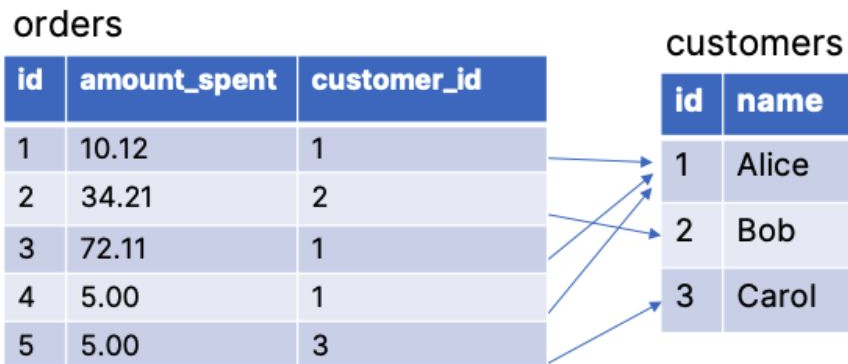 orders
id amount_spent customer_id
1 10.12 1
2 34.21 2
3 72.11 1
4 5.00 1
5 5.00 3
customers
id name
1 Alice
2 Bob
3 Carol